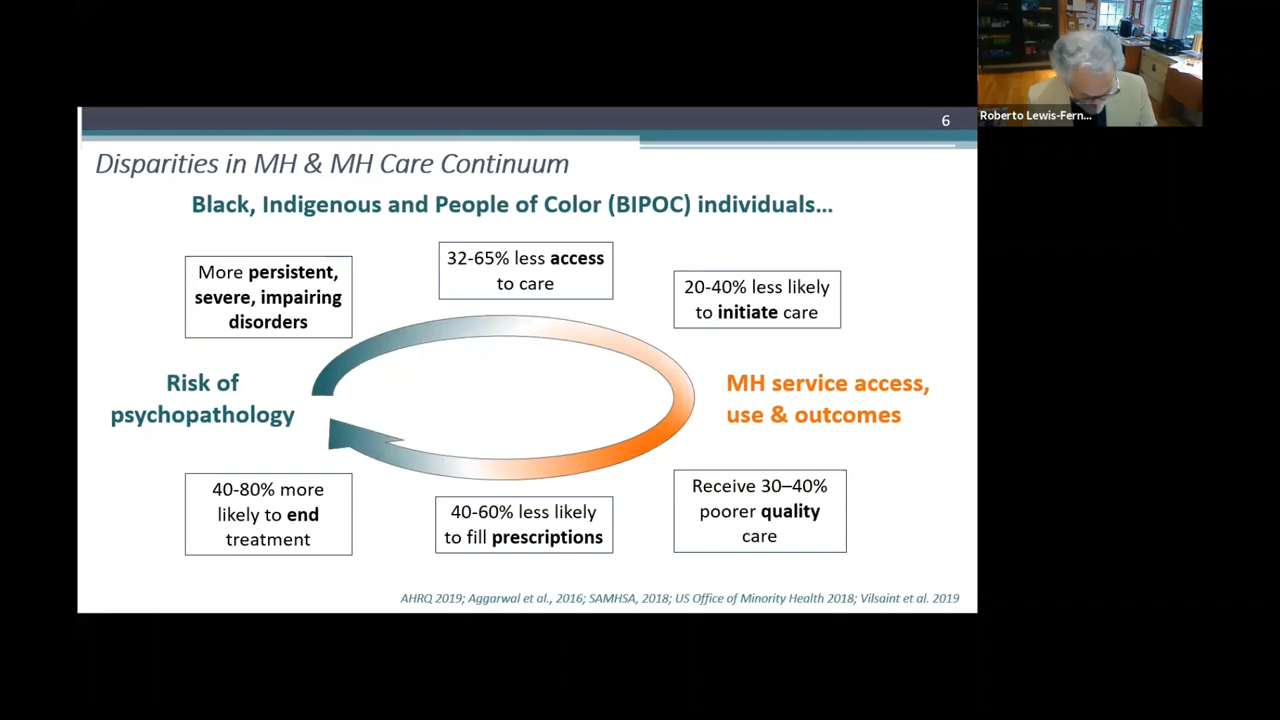 6
Roberto Lewis-Fern...
Disparities in MH & MH Care Continuum
Black, Indigenous and People of Color (BIPOC) individuals...
More persistent,
severe, impairing
disorders
32-65% less access
to care
20-40% less likely
to initiate care
Risk of
psychopathology
MH service access,
use & outcomes
40-80% more
likely to end
treatment
40-60% less likely
to fill prescriptions
Receive 30–40%
poorer quality
care
AHRQ 2019; Aggarwal et al., 2016; SAMHSA, 2018; US Office of Minority Health 2018; Vilsaint et al. 2019